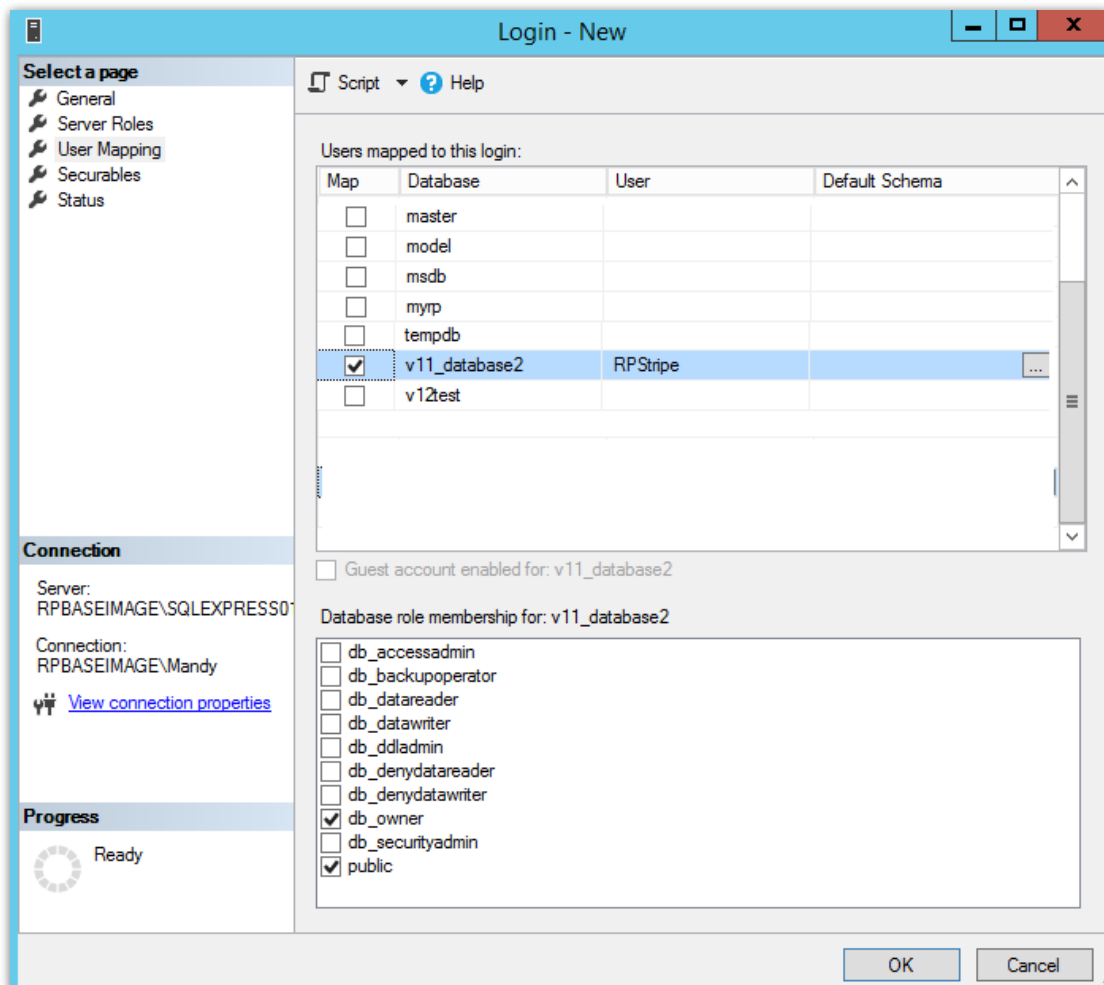 Login - New
Select a page
General
Server Roles
User Mapping
Securables
Status
Script
Help
Users mapped to this login:
Map Database User Default Schema
master
model
msdb
myrp
tempdb
v11_database2 RPStripe ...
v12test
Guest account enabled for: v11_database2
Database role membership for: v11_database2
db_accessadmin
db_backupoperator
db_datareader
db_datawriter
db_ddladmin
db_denydatareader
db_denydatawriter
db_owner
db_securityadmin
public
Connection
Server:
RPBASEIMAGE\SQLEXPRESS01
Connection:
RPBASEIMAGE\Mandy
View connection properties
Progress
Ready
OK
Cancel